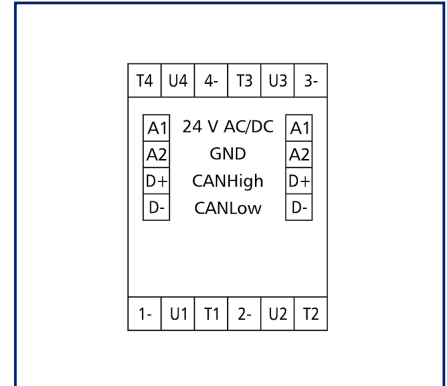 T4 U4 4- T3 U3 3-
A1 24 V AC/DC A1
A2 GND A2
D+ CANHigh D+
D- CANLow D-
1- U1 T1 2- U2 T2